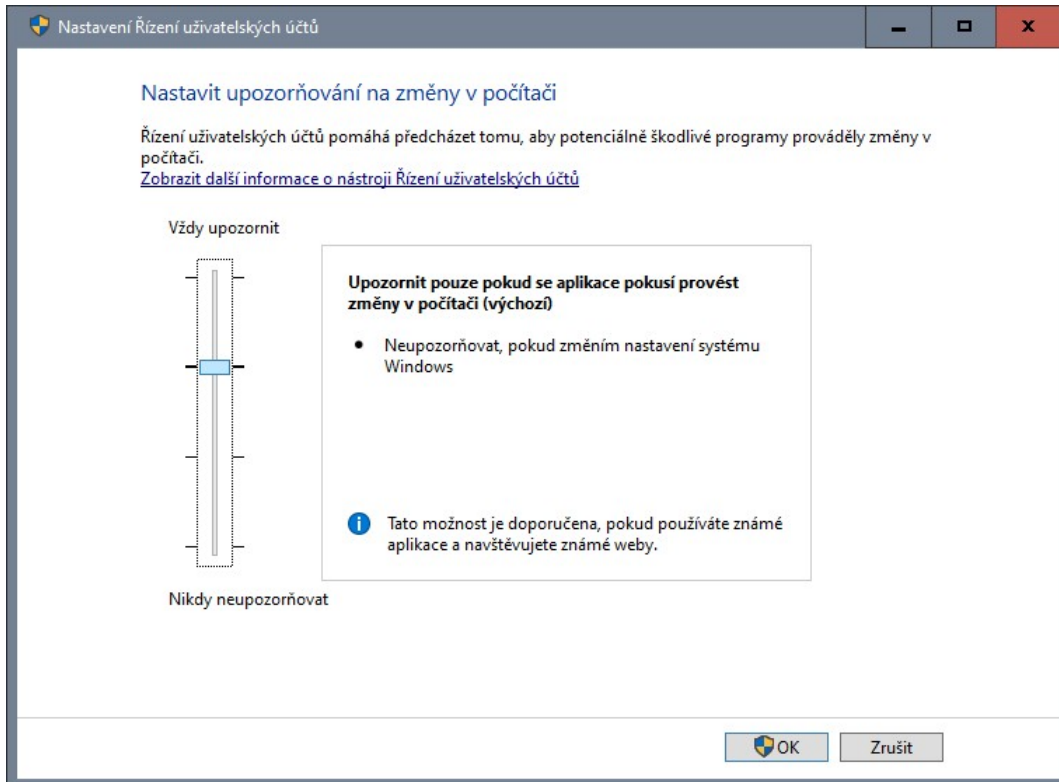 Nastavení Řízení uživatelských účtů
Nastavit upozorňování na změny v počítači
Řízení uživatelských účtů pomáhá předcházet tomu, aby potenciálně škodlivé programy prováděly změny v
počítači.
Zobrazit další informace o nástroji Řízení uživatelských účtů
Vždy upozornit
Upozornit pouze pokud se aplikace pokusí provést
změny v počítači (výchozí)
• Neupozorňovat, pokud změním nastavení systému
Windows
Tato možnost je doporučena, pokud používáte známé
aplikace a navštěvujete známé weby.
Nikdy neupozorňovat
OK Zrušit